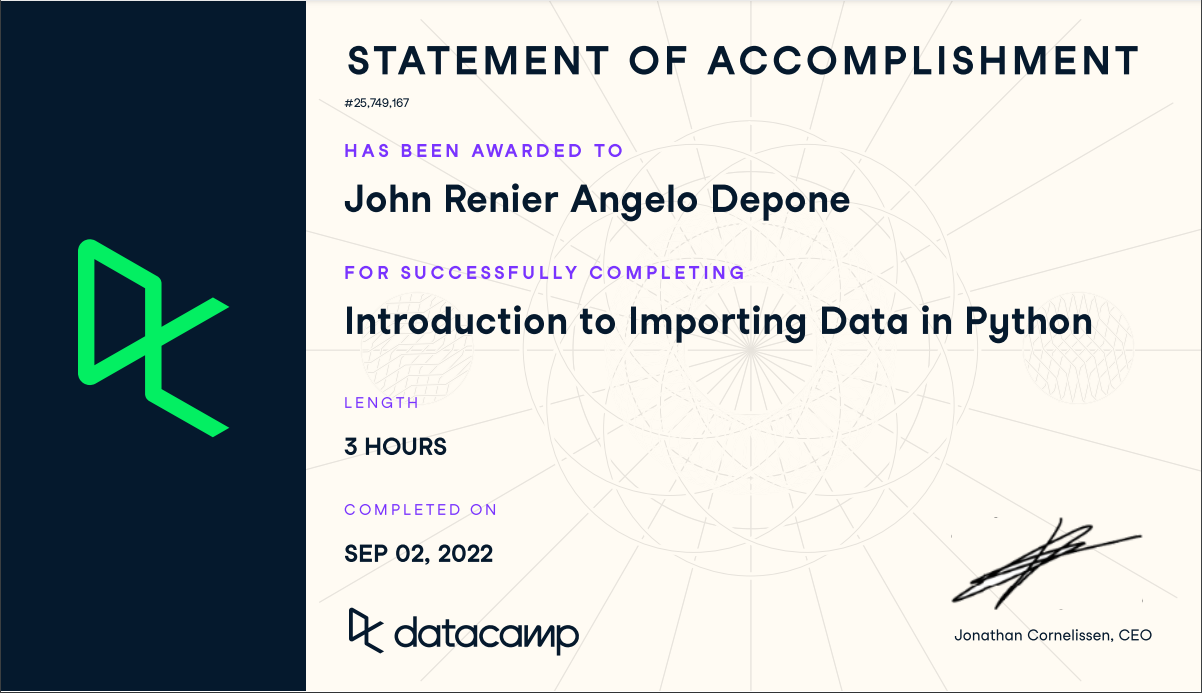 STATEMENT OF ACCOMPLISHMENT
#25,749,167
HAS BEEN AWARDED TO
John Renier Angelo Depone
FOR SUCCESSFULLY COMPLETING
Introduction to Importing Data in Python
LENGTH
3 HOURS
COMPLETED ON
SEP 02, 2022
datacamp
Jonathan Cornelissen, CEO